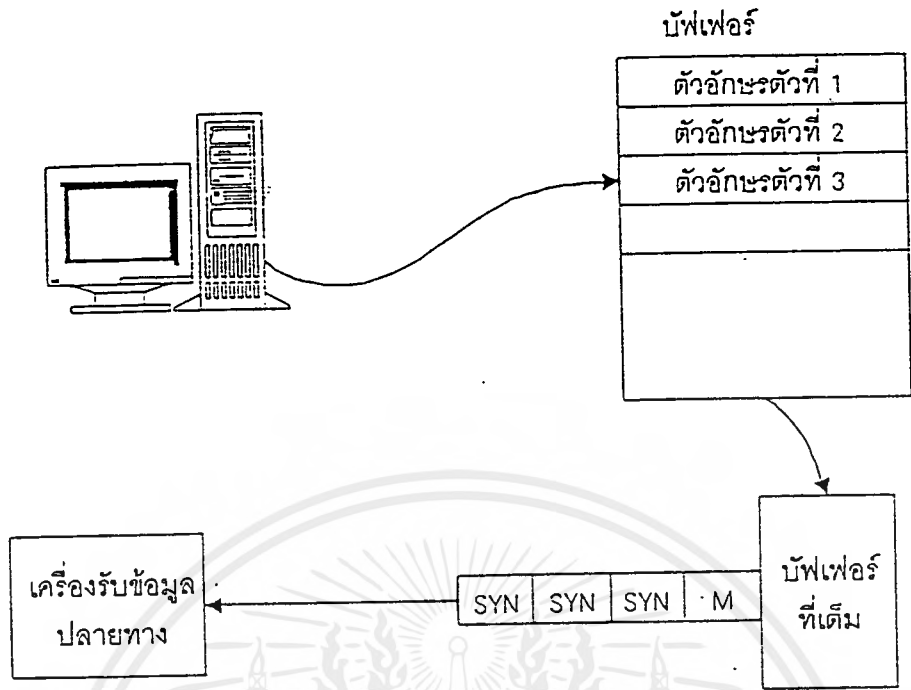 บัฟเฟอร์
ตัวอักษรตัวที่ 1
ตัวอักษรตัวที่ 2
ตัวอักษรตัวที่ 3
บัฟเฟอร์
ที่เต็ม
SYN SYN SYN M
เครื่องรับข้อมูล
ปลายทาง